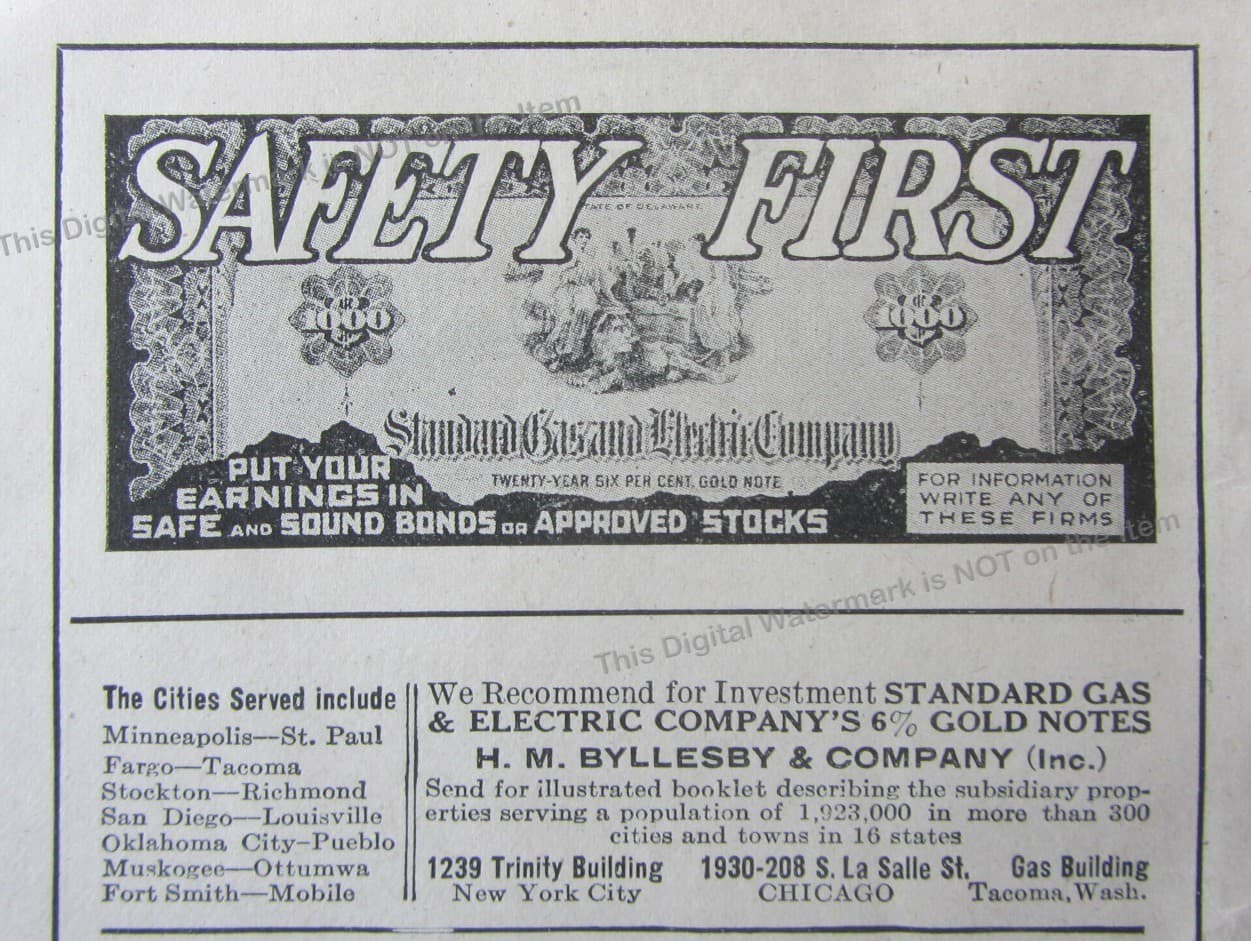 This Digital Watermark is NOT on the Item
SAFETY FIRST
STATE OF DELAWARE
1000 1000
Standard Gas and Electric Company
TWENTY-YEAR SIX PER CENT. GOLD NOTE
PUT YOUR
EARNINGS IN
SAFE AND SOUND BONDS OR APPROVED STOCKS
FOR INFORMATION
WRITE ANY OF
THESE FIRMS
This Digital Watermark is NOT on the Item
The Cities Served include
Minneapolis—St. Paul
Fargo—Tacoma
Stockton—Richmond
San Diego—Louisville
Oklahoma City–Pueblo
Muskogee—Ottumwa
Fort Smith—Mobile
We Recommend for Investment STANDARD GAS
& ELECTRIC COMPANY'S 6% GOLD NOTES
H. M. BYLLESBY & COMPANY (Inc.)
Send for illustrated booklet describing the subsidiary prop-
erties serving a population of 1,923,000 in more than 300
cities and towns in 16 states
1239 Trinity Building 1930-208 S. La Salle St. Gas Building
New York City CHICAGO Tacoma, Wash.